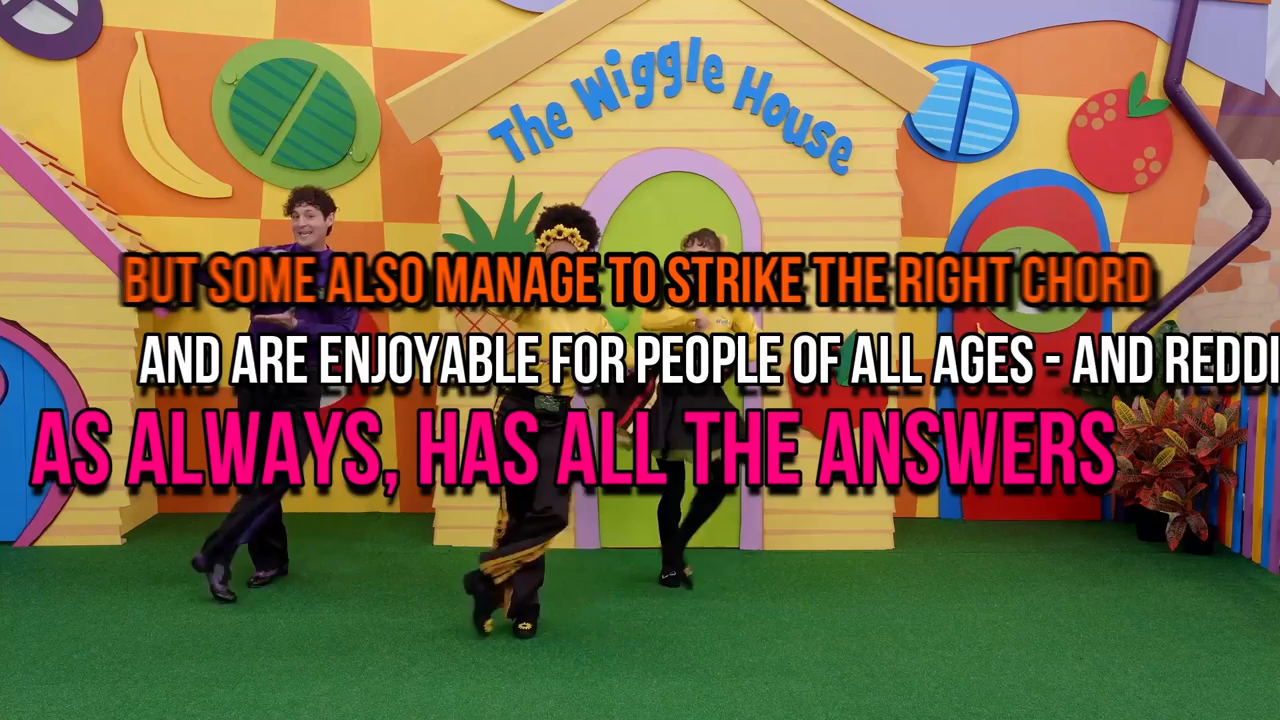 The Wiggle House
BUT SOME ALSO MANAGE TO STRIKE THE RIGHT CHORD
AND ARE ENJOYABLE FOR PEOPLE OF ALL AGES - AND REDDI
AS ALWAYS, HAS ALL THE ANSWERS